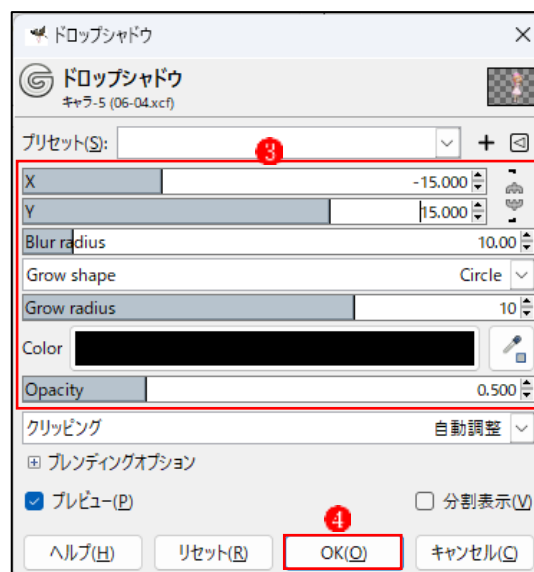 ドロップシャドウ
ドロップシャドウ
キャラ-5 (06-04.xcf)
プリセット(S):
3
X -15.000
Y 15.000
Blur radius 10.00
Grow shape Circle
Grow radius 10
Color
Opacity 0.500
クリッピング 自動調整
ブレンディングオプション
プレビュー(P) 分割表示(V)
4
ヘルプ(H) リセット(R) OK(O) キャンセル(C)